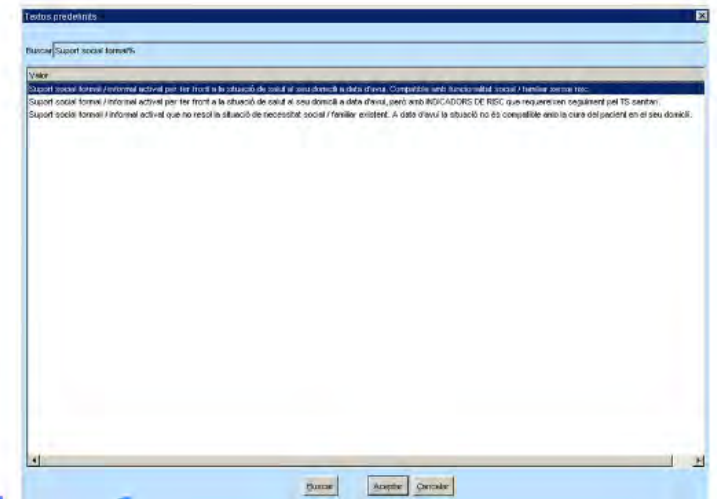 Textos predefinits
Buscar Suport social formal%
Valor
Suport social formal / informal activat per fer front a la situació de salut al seu domicili a data d'avui. Compatible amb funcionalitat social / familiar sense risc.
Suport social formal / informal activat per fer front a la situació de salut al seu domicili a data d'avui, però amb INDICADORS DE RISC que requereixen seguiment pel TS sanitari.
Suport social formal / informal activat que no resol la situació de necessitat social / familiar existent. A data d'avui la situació no és compatible amb la cura del pacient en el seu domicili.
Buscar Aceptar Cancelar